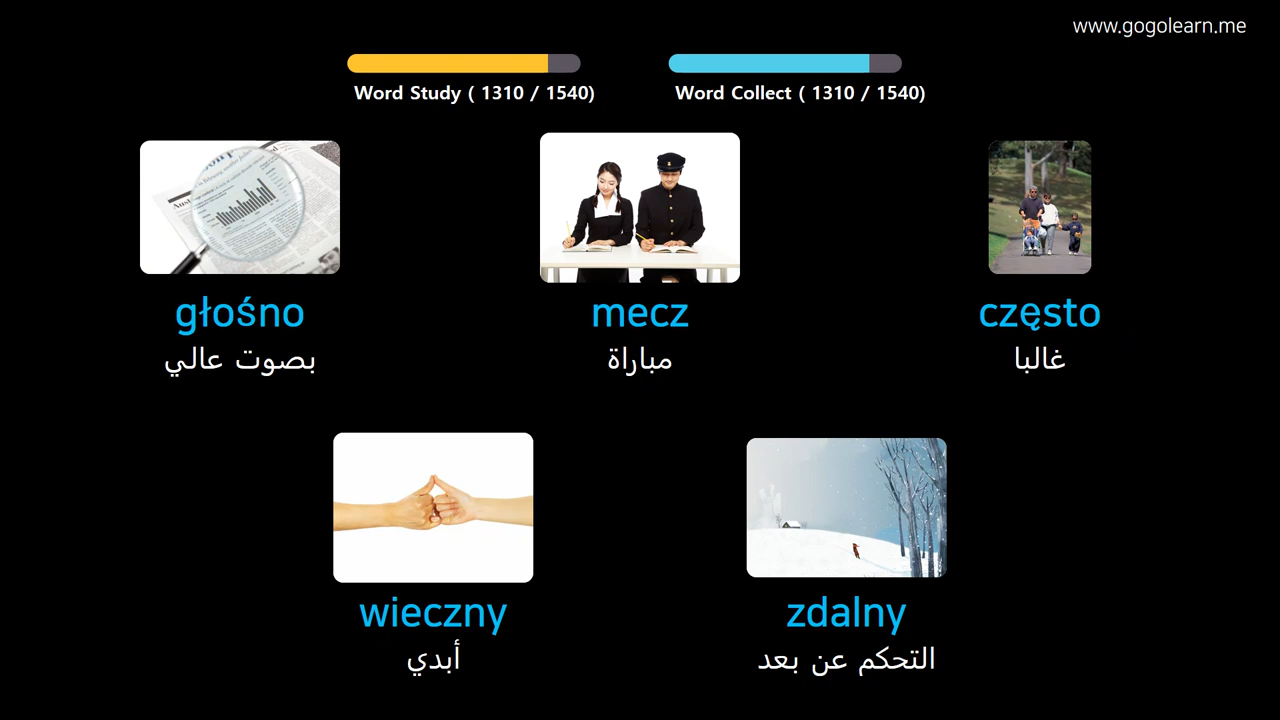 www.gogolearn.me
Word Study ( 1310 / 1540)
Word Collect ( 1310 / 1540)
głośno
بصوت عالي
mecz
مباراة
często
غالبا
wieczny
أبدي
zdalny
التحكم عن بعد